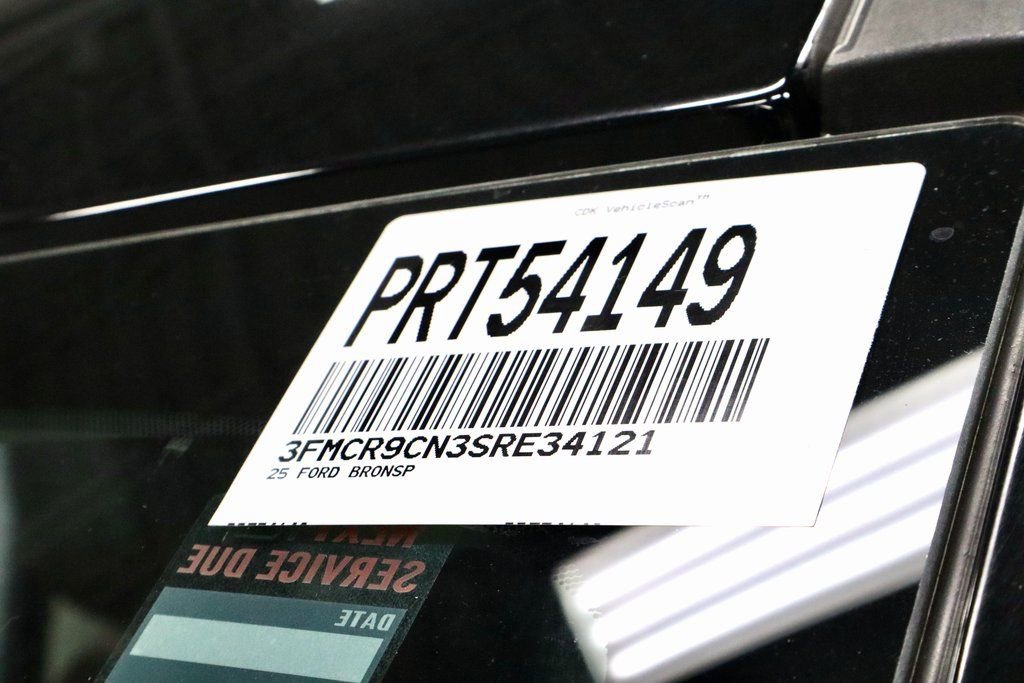 CDK VehicleScan™
PRT54149
3FMCR9CN3SRE34121
25 FORD BRONSP
NEXT
SERVICE DUE
DATE